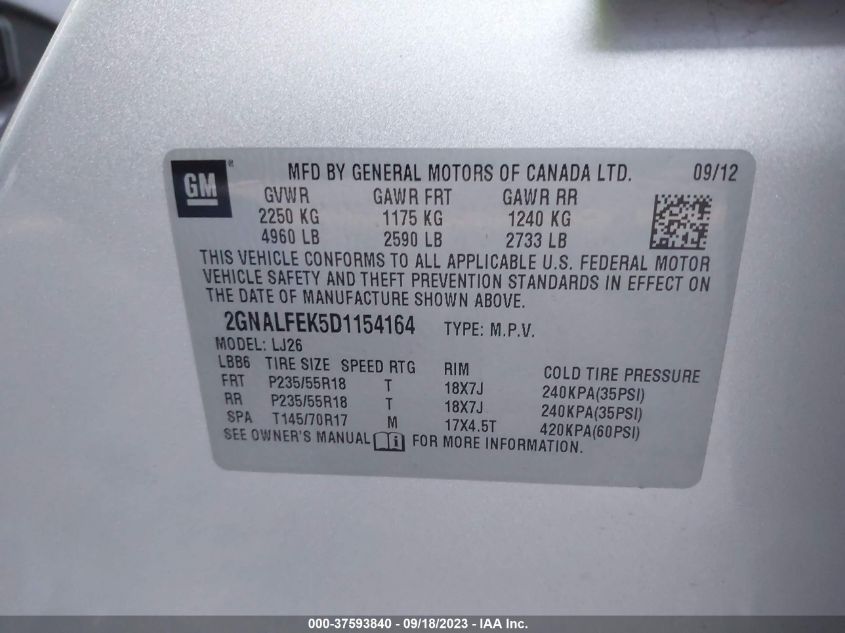 GM ® MFD BY GENERAL MOTORS OF CANADA LTD. 09/12
GVWR GAWR FRT GAWR RR
2250 KG 1175 KG 1240 KG
4960 LB 2590 LB 2733 LB
THIS VEHICLE CONFORMS TO ALL APPLICABLE U.S. FEDERAL MOTOR
VEHICLE SAFETY AND THEFT PREVENTION STANDARDS IN EFFECT ON
THE DATE OF MANUFACTURE SHOWN ABOVE.
2GNALFEK5D1154164 TYPE: M.P.V.
MODEL: LJ26
LBB6 TIRE SIZE SPEED RTG RIM COLD TIRE PRESSURE
FRT P235/55R18 T 18X7J 240KPA(35PSI)
RR P235/55R18 T 18X7J 240KPA(35PSI)
SPA T145/70R17 M 17X4.5T 420KPA(60PSI)
SEE OWNER'S MANUAL FOR MORE INFORMATION.
000-37593840 - 09/18/2023 - IAA Inc.